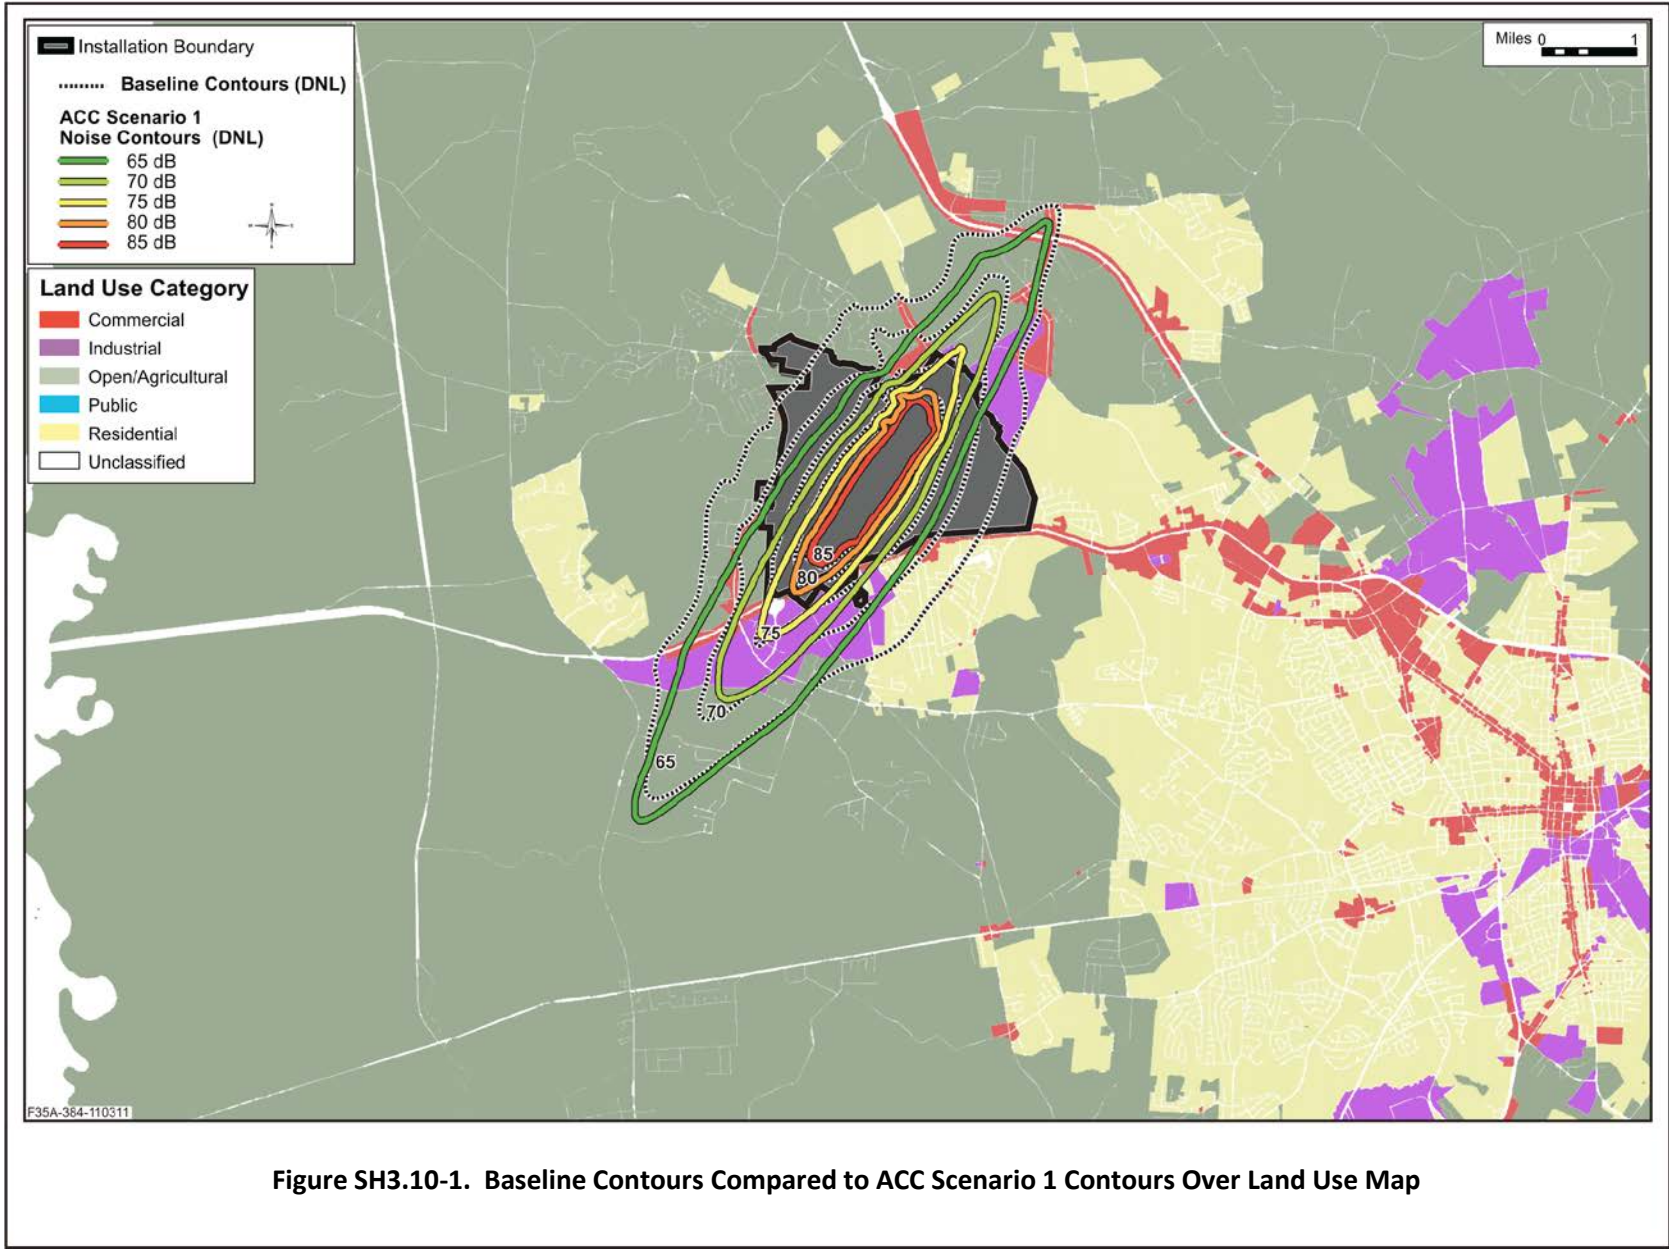 Installation Boundary
Baseline Contours (DNL)
ACC Scenario 1
Noise Contours (DNL)
65 dB
70 dB
75 dB
80 dB
85 dB
Land Use Category
Commercial
Industrial
Open/Agricultural
Public
Residential
Unclassified
Miles 0 1
85
80
75
70
65
F35A-384-110311
Figure SH3.10-1. Baseline Contours Compared to ACC Scenario 1 Contours Over Land Use Map